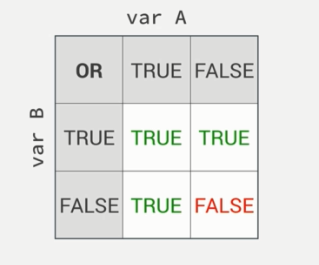 var A
OR TRUE FALSE
var B
TRUE TRUE TRUE
FALSE TRUE FALSE